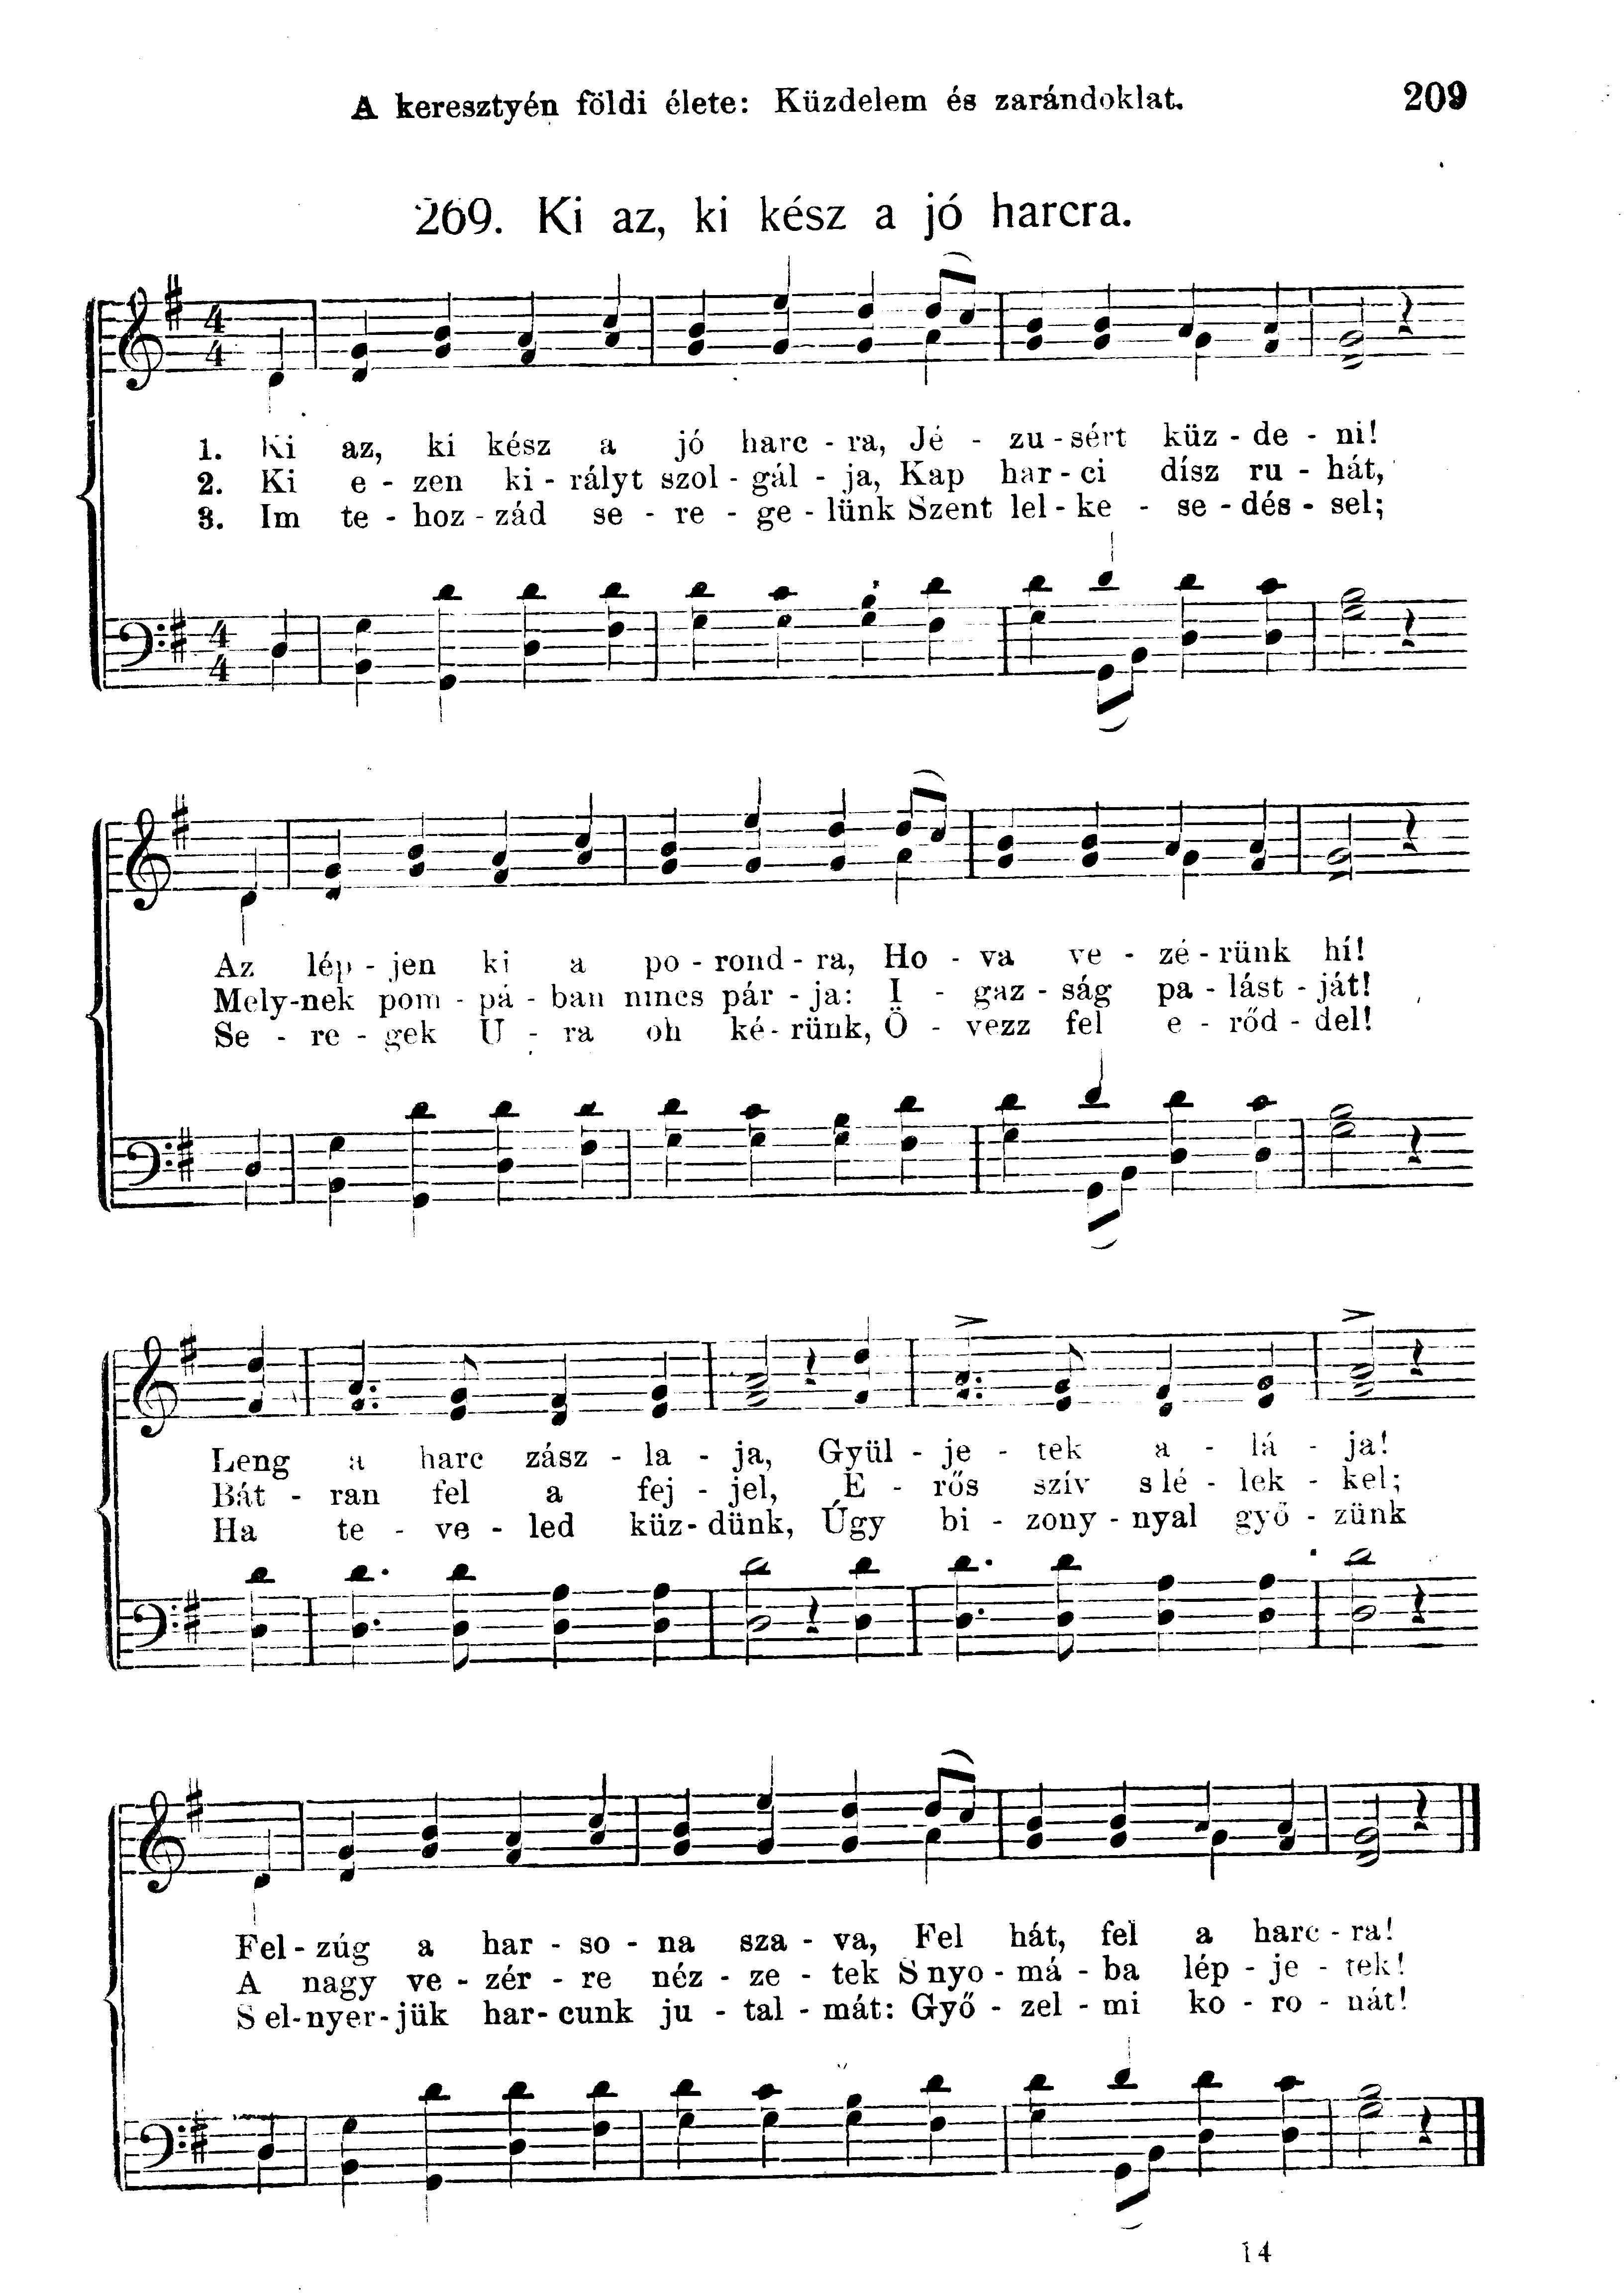 A keresztyén földi élete: Küzdelem és zarándoklat. 209
269. Ki az, ki kész a jó harcra.
1. Ki az, ki kész a jó harc - ra, Jé - zu - sért küz - de - ni!
2. Ki e - zen ki - rályt szol - gál - ja, Kap har - ci dísz ru - hát,
3. Im te - hoz - zád se - re - ge - lünk Szent lel - ke - se - dés - sel;
Az lép - jen ki a po - rond - ra, Ho - va ve - zé - rünk hí!
Mely - nek pom - pá - ban nincs pár - ja: I - gaz - ság pa - lást - ját!
Se - re - gek U - ra oh ké - rünk, Ö - vezz fel e - rőd - del!
Leng a harc zász - la - ja, Gyül - je - tek a - lá - ja!
Bát - ran fel a fej - jel, E - rős szív s lé - lek - kel;
Ha te - ve - led küz - dünk, Úgy bi - zony - nyal győ - zünk
Fel - zúg a har - so - na sza - va, Fel hát, fel a harc - ra!
A nagy ve - zér - re néz - ze - tek S nyo - má - ba lép - je - tek!
S el - nyer - jük har - cunk ju - tal - mát: Győ - zel - mi ko - ro - nát!
14